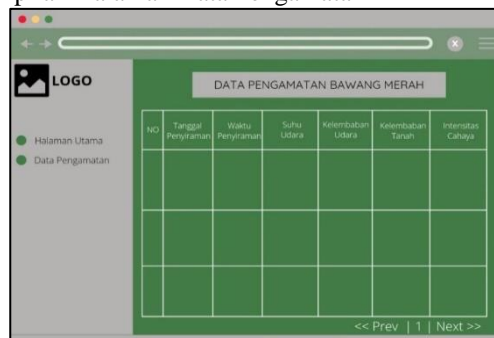 LOGO
Halaman Utama
Data Pengamatan
DATA PENGAMATAN BAWANG MERAH
NO
Tanggal
Penyiraman
Waktu
Penyiraman
Suhu
Udara
Kelembaban
Udara
Kelembaban
Tanah
Intensitas
Cahaya
<< Prev | 1 | Next >>